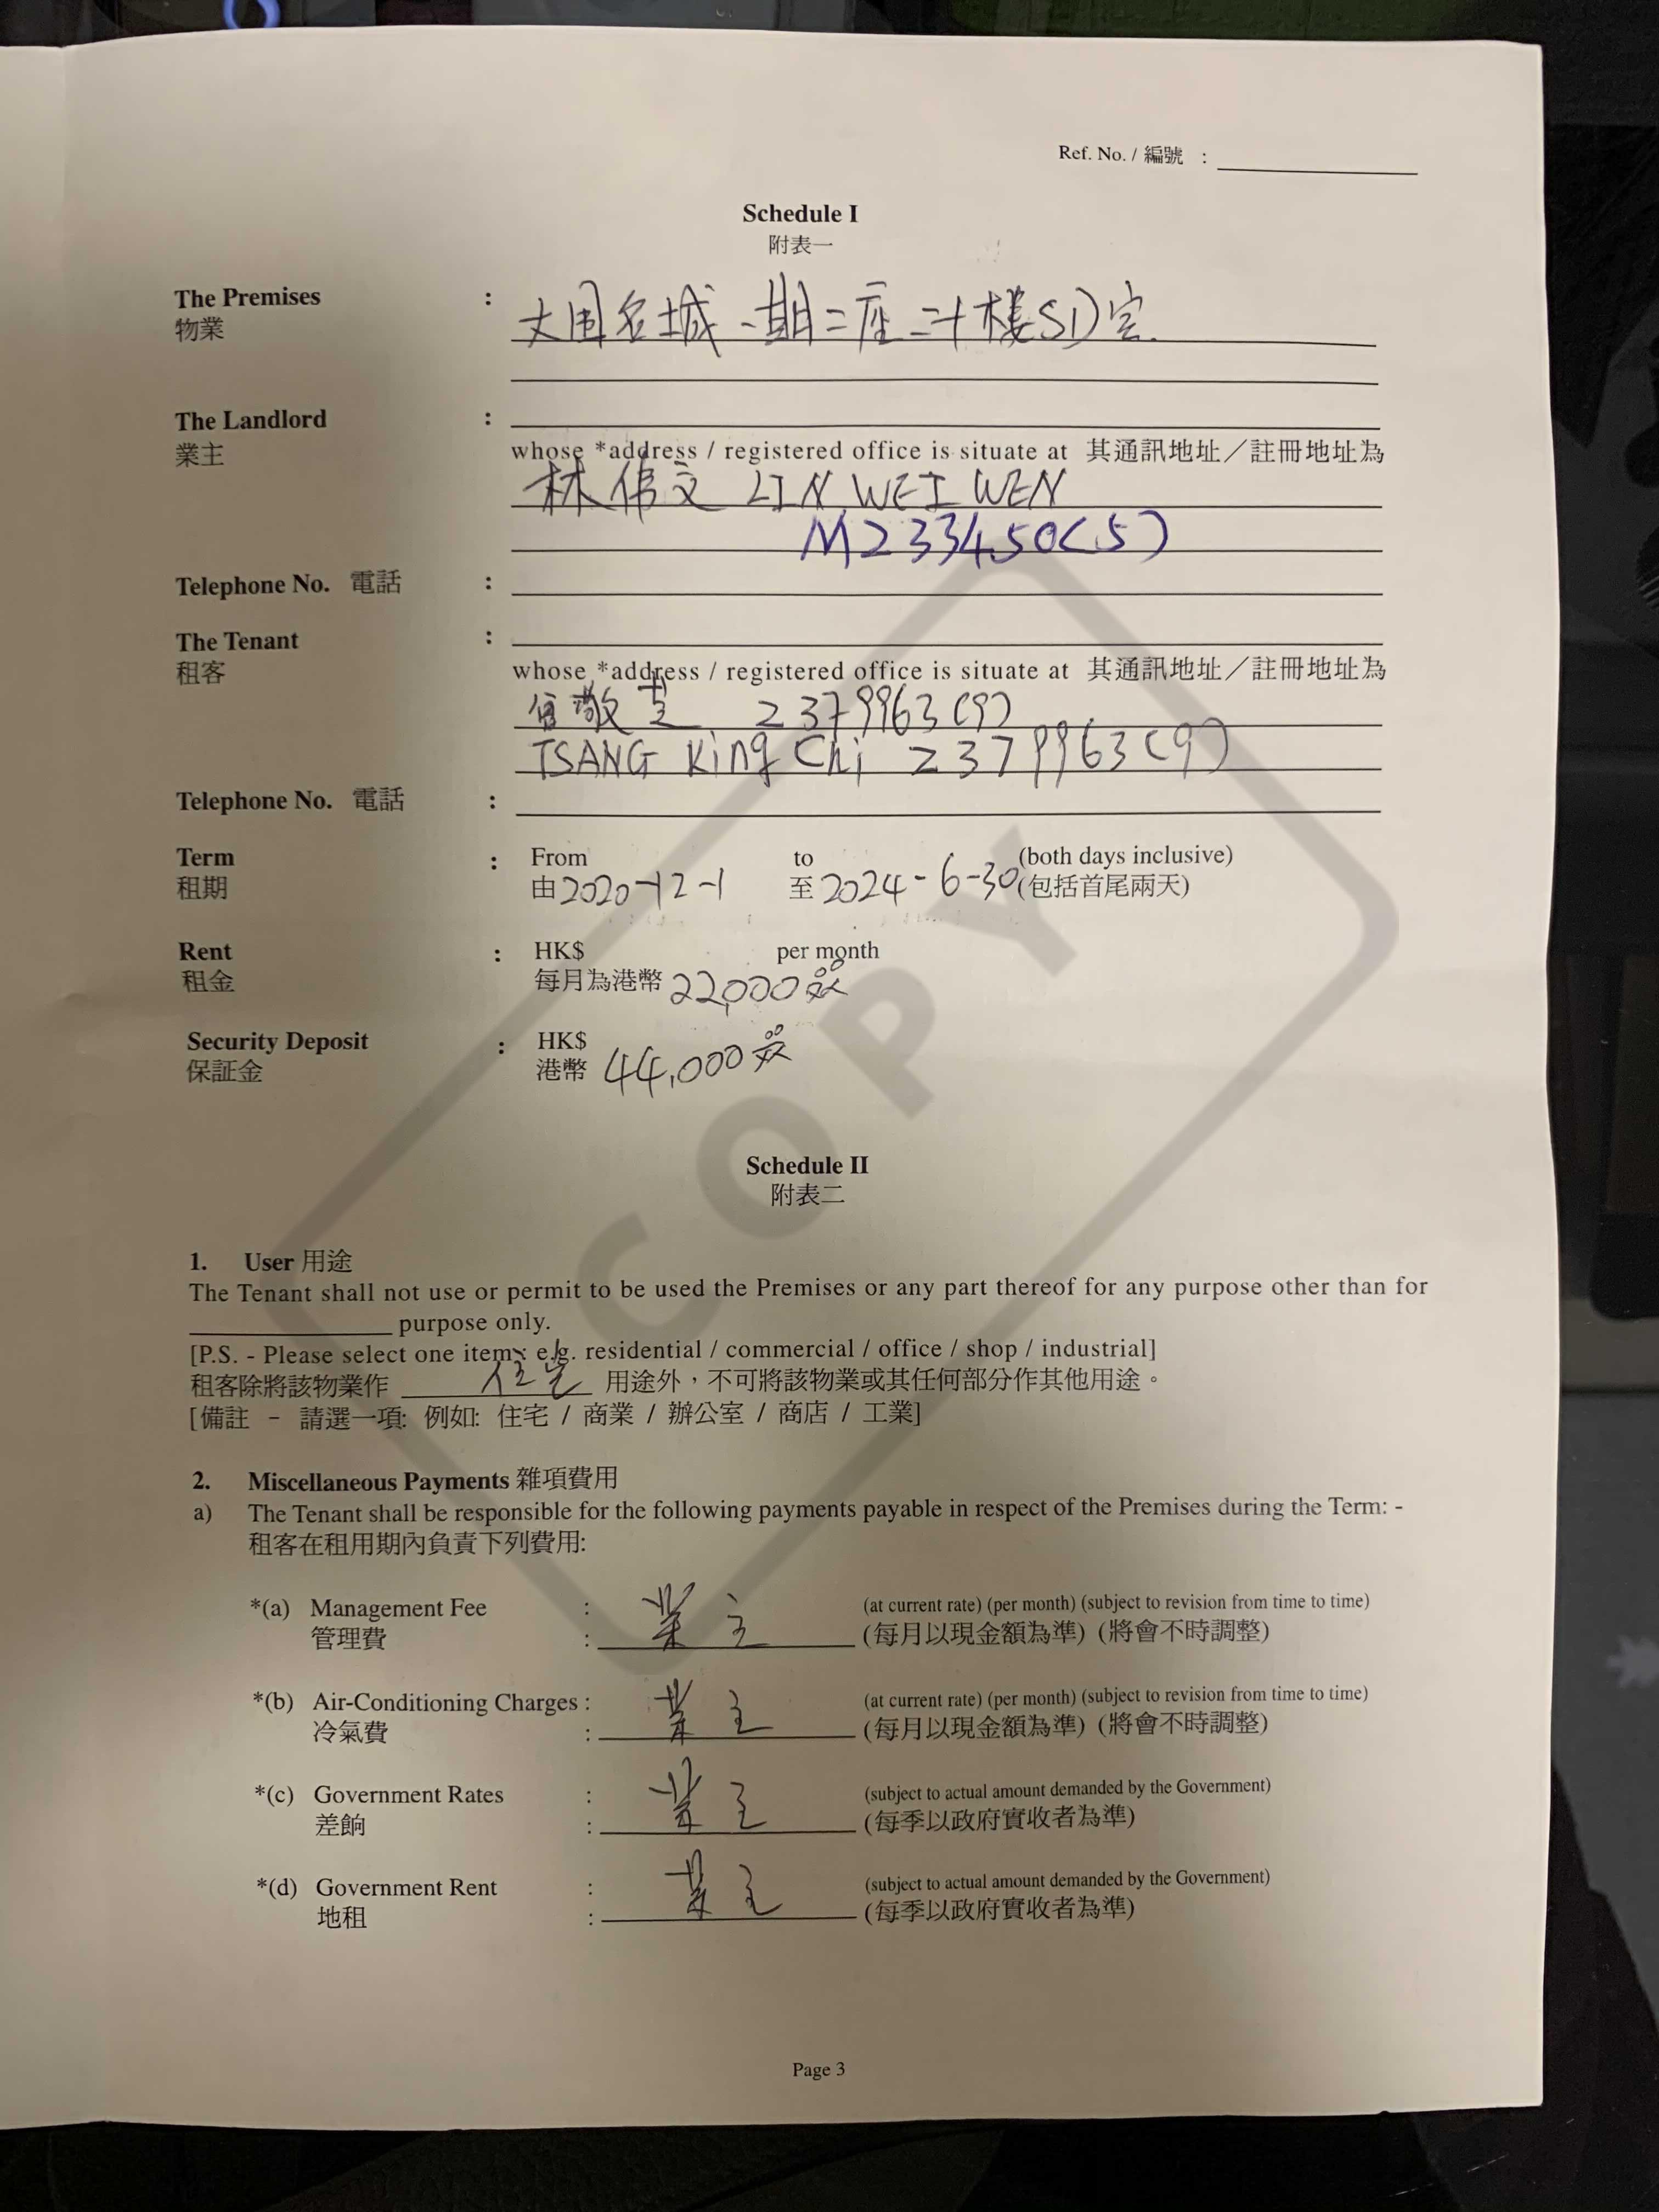 Ref. No. / 編號 :
Schedule I
附表一
The Premises : 大围名城一期二座二十樓SD室.
物業
The Landlord :
業主 whose *address / registered office is situate at 其通訊地址／註冊地址為
林偉文 LIN WEI WEN
M233450(5)
Telephone No. 電話 :
The Tenant :
租客 whose *address / registered office is situate at 其通訊地址／註冊地址為
敬芝 Z379963(9)
TSANG King Chi Z379963(9)
Telephone No. 電話 :
Term : From to (both days inclusive)
租期 由2020-12-1 至2024-6-30(包括首尾兩天)
Rent : HK$ per month
租金 每月為港幣 22,000
Security Deposit : HK$
保証金 港幣 44,000
COPY
Schedule II
附表二
1. User 用途
The Tenant shall not use or permit to be used the Premises or any part thereof for any purpose other than for
purpose only.
[P.S. - Please select one item: e.g. residential / commercial / office / shop / industrial]
租客除將該物業作 住宅 用途外，不可將該物業或其任何部分作其他用途。
[備註 - 請選一項: 例如: 住宅 / 商業 / 辦公室 / 商店 / 工業]
2. Miscellaneous Payments 雜項費用
a) The Tenant shall be responsible for the following payments payable in respect of the Premises during the Term: -
租客在租用期內負責下列費用:
*(a) Management Fee : (at current rate) (per month) (subject to revision from time to time)
管理費 : 業主 (每月以現金額為準) (將會不時調整)
*(b) Air-Conditioning Charges : (at current rate) (per month) (subject to revision from time to time)
冷氣費 : 業主 (每月以現金額為準) (將會不時調整)
*(c) Government Rates : (subject to actual amount demanded by the Government)
差餉 : 業主 (每季以政府實收者為準)
*(d) Government Rent : (subject to actual amount demanded by the Government)
地租 : 業主 (每季以政府實收者為準)
Page 3